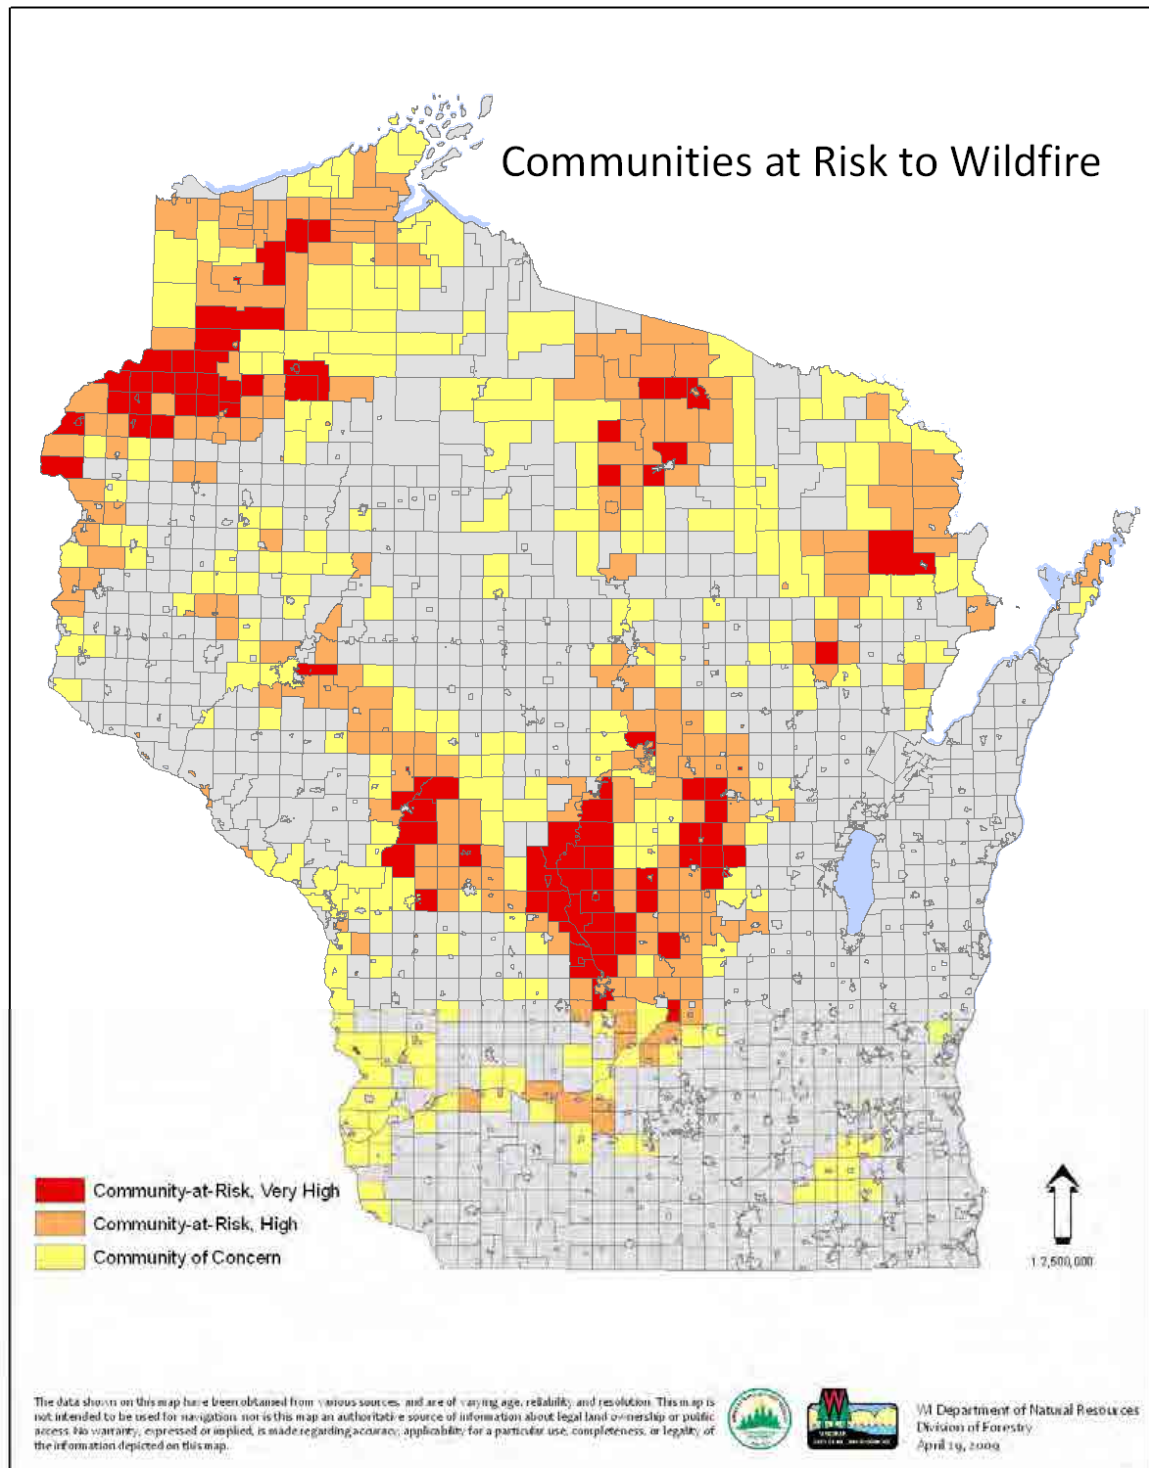 Communities at Risk to Wildfire
Community-at-Risk, Very High
Community-at-Risk, High
Community of Concern
1:7,500,000
The data shown on this map have been obtained from various sources, and are of varying age, reliability and resolution. This map is
not intended to be used for navigation, nor is this map an authoritative source of information about legal land ownership or public
access. No warranty, expressed or implied, is made regarding accuracy, applicability for a particular use, completeness, or legality of
the information depicted on this map.
WI Department of Natural Resources
Division of Forestry
April 19, 2009